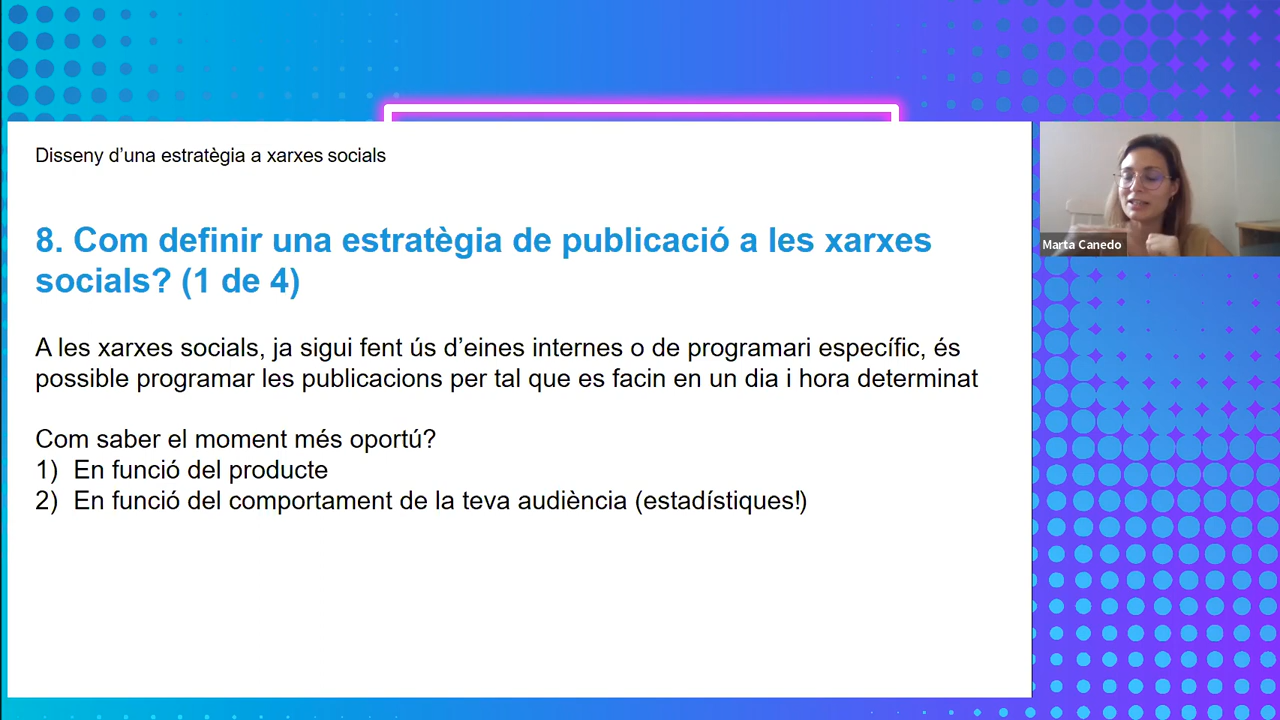 Disseny d’una estratègia a xarxes socials
8. Com definir una estratègia de publicació a les xarxes
socials? (1 de 4)
A les xarxes socials, ja sigui fent ús d’eines internes o de programari específic, és
possible programar les publicacions per tal que es facin en un dia i hora determinat
Com saber el moment més oportú?
1) En funció del producte
2) En funció del comportament de la teva audiència (estadístiques!)
Marta Canedo